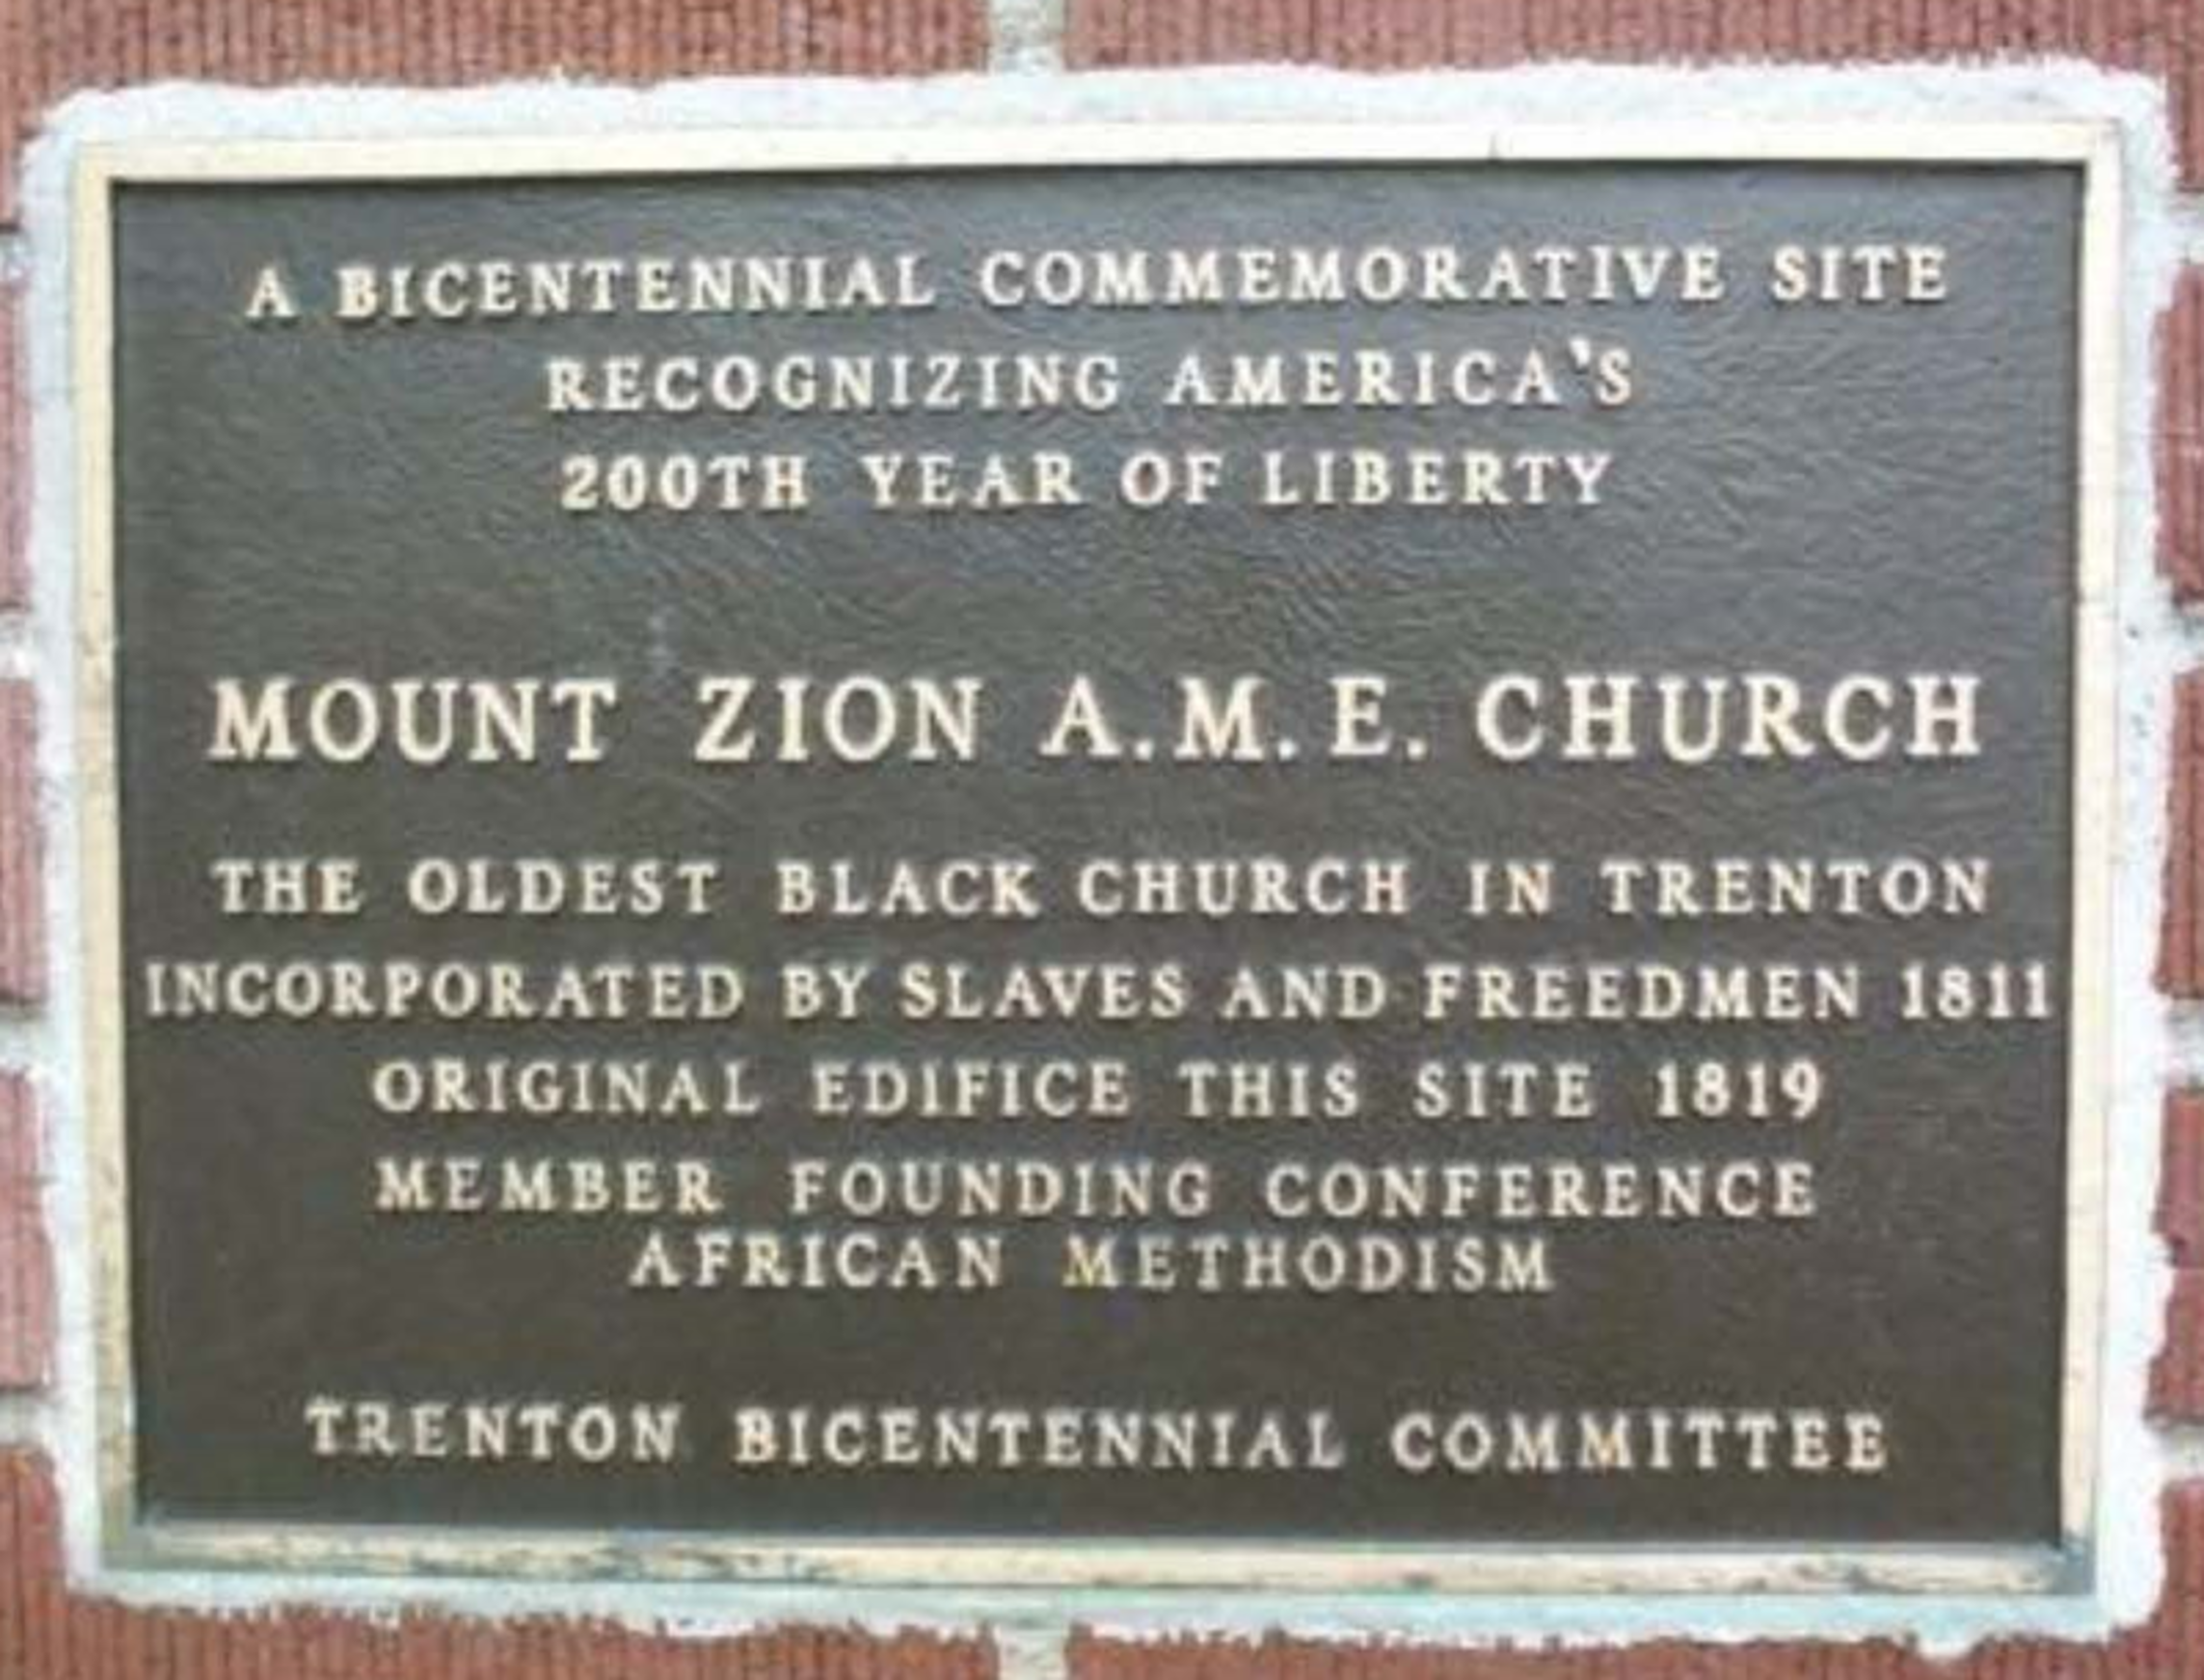 A BICENTENNIAL COMMEMORATIVE SITE
RECOGNIZING AMERICA'S
200TH YEAR OF LIBERTY
MOUNT ZION A.M.E. CHURCH
THE OLDEST BLACK CHURCH IN TRENTON
INCORPORATED BY SLAVES AND FREEDMEN 1811
ORIGINAL EDIFICE THIS SITE 1819
MEMBER FOUNDING CONFERENCE
AFRICAN METHODISM
TRENTON BICENTENNIAL COMMITTEE